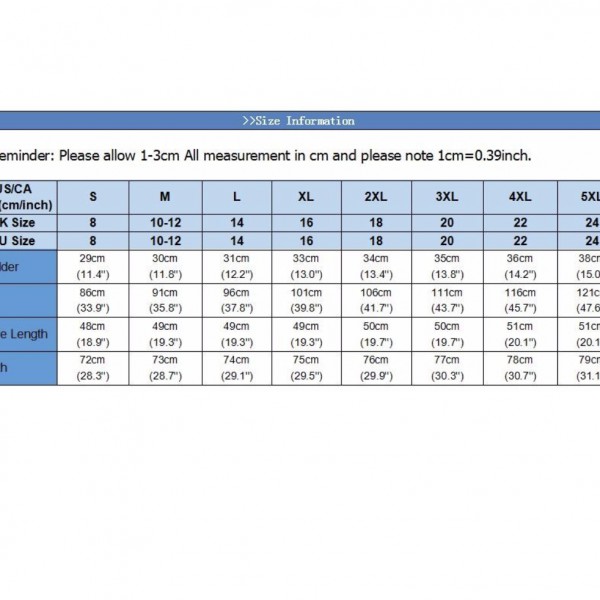 >>Size Information
eminder: Please allow 1-3cm All measurement in cm and please note 1cm=0.39inch.
US/CA S M L XL 2XL 3XL 4XL 5XL
(cm/inch)
K Size 8 10-12 14 16 18 20 22 24
U Size 8 10-12 14 16 18 20 22 24
lder 29cm 30cm 31cm 33cm 34cm 35cm 36cm 38cm
(11.4") (11.8") (12.2") (13.0") (13.4") (13.8") (14.2") (15.0
86cm 91cm 96cm 101cm 106cm 111cm 116cm 121c
(33.9") (35.8") (37.8") (39.8") (41.7") (43.7") (45.7") (47.6
e Length 48cm 49cm 49cm 49cm 50cm 50cm 51cm 51cm
(18.9") (19.3") (19.3") (19.3") (19.7") (19.7") (20.1") (20.1
h 72cm 73cm 74cm 75cm 76cm 77cm 78cm 79cm
(28.3") (28.7") (29.1") (29.5") (29.9") (30.3") (30.7") (31.1